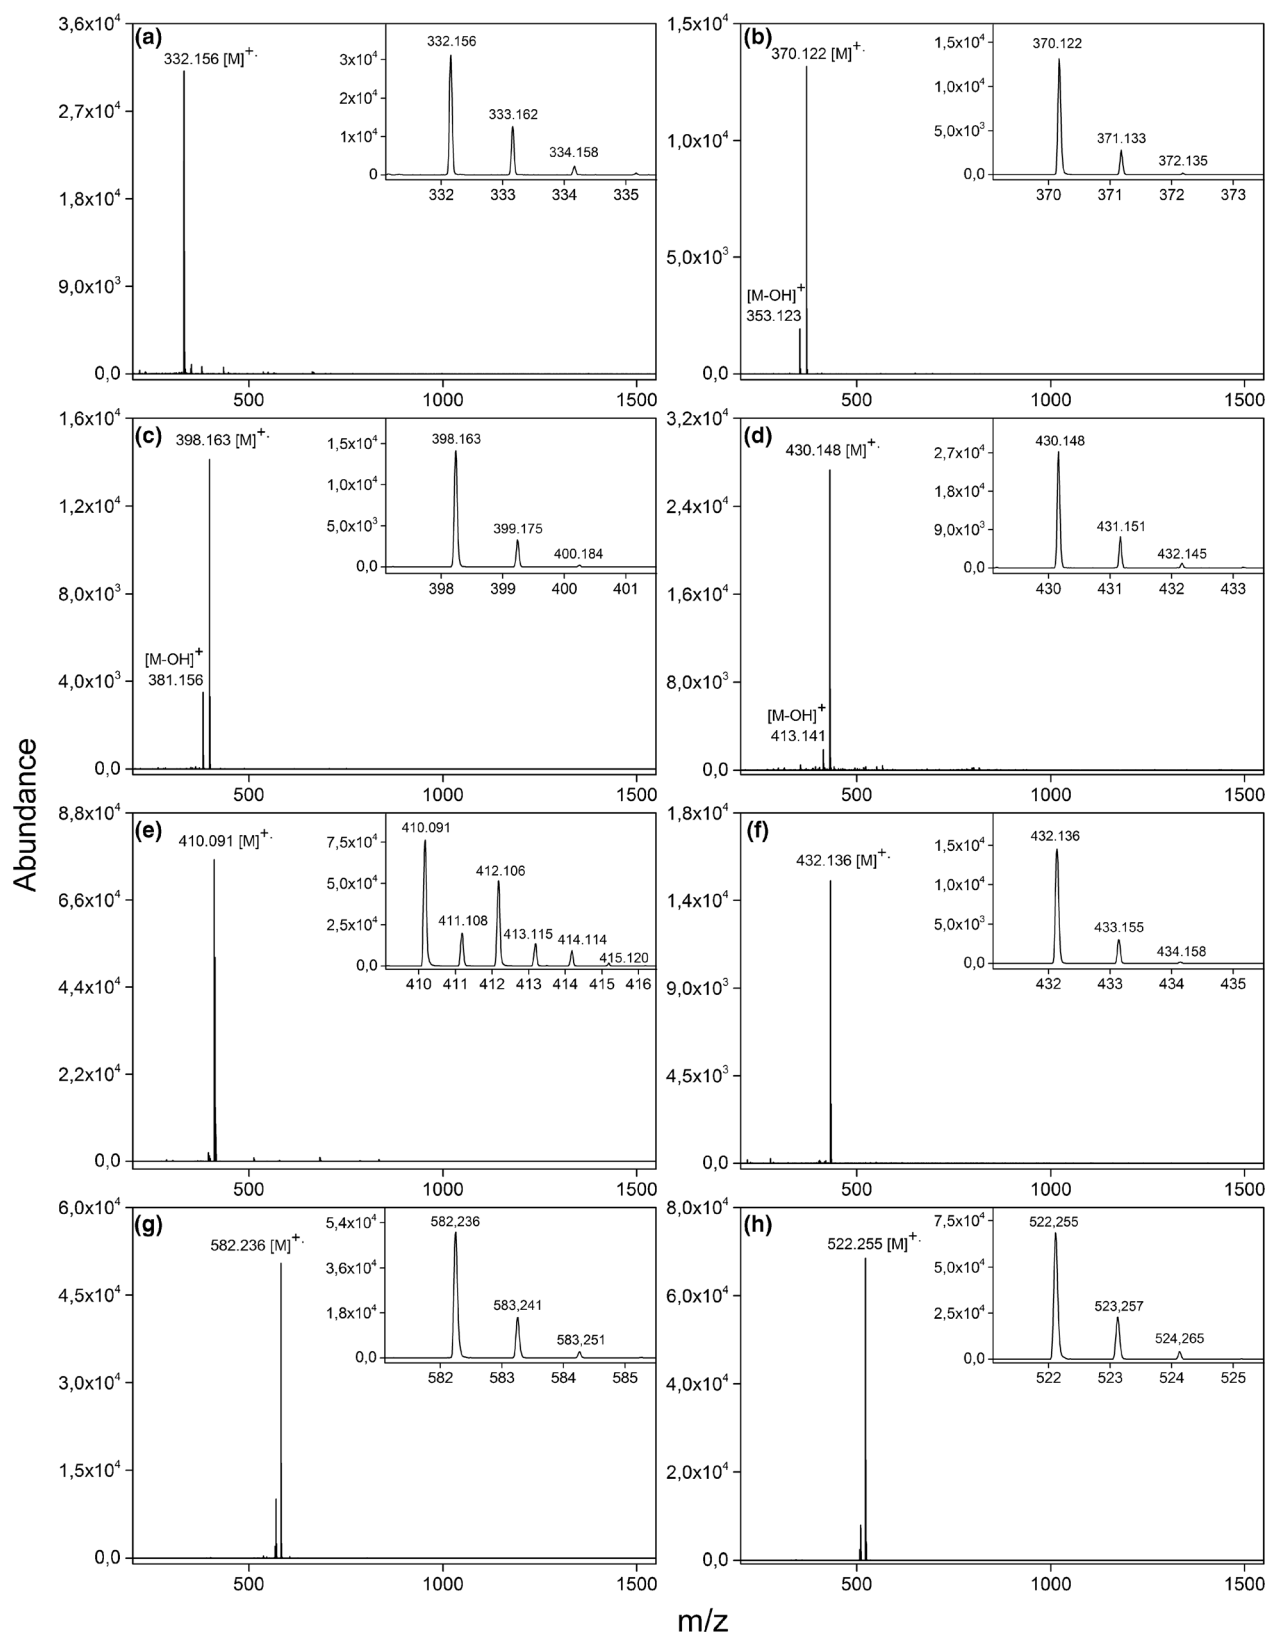 Abundance
(a)
332.156 [M]+.
3,6x10⁴
2,7x10⁴
1,8x10⁴
9,0x10³
0,0
500
1000
1500
3x10⁴
2x10⁴
1x10⁴
0
332.156
333.162
334.158
332
333
334
335
(b)
370.122 [M]+.
[M-OH]+
353.123
1,5x10⁴
1,0x10⁴
5,0x10³
0,0
500
1000
1500
1,5x10⁴
1,0x10⁴
5,0x10³
0,0
370.122
371.133
372.135
370
371
372
373
(c)
398.163 [M]+.
[M-OH]+
381.156
1,6x10⁴
1,2x10⁴
8,0x10³
4,0x10³
0,0
500
1000
1500
1,5x10⁴
1,0x10⁴
5,0x10³
0,0
398.163
399.175
400.184
398
399
400
401
(d)
430.148 [M]+.
[M-OH]+
413.141
3,2x10⁴
2,4x10⁴
1,6x10⁴
8,0x10³
0,0
500
1000
1500
2,7x10⁴
1,8x10⁴
9,0x10³
0,0
430.148
431.151
432.145
430
431
432
433
(e)
410.091 [M]+.
8,8x10⁴
6,6x10⁴
4,4x10⁴
2,2x10⁴
0,0
500
1000
1500
7,5x10⁴
5,0x10⁴
2,5x10⁴
0,0
410.091
411.108
412.106
413.115
414.114
415.120
410
411
412
413
414
415
416
(f)
432.136 [M]+.
1,8x10⁴
1,4x10⁴
9,0x10³
4,5x10³
0,0
500
1000
1500
1,5x10⁴
1,0x10⁴
5,0x10³
0,0
432.136
433.155
434.158
432
433
434
435
(g)
582.236 [M]+.
6,0x10⁴
4,5x10⁴
3,0x10⁴
1,5x10⁴
0,0
500
1000
1500
5,4x10⁴
3,6x10⁴
1,8x10⁴
0,0
582,236
583,241
583,251
582
583
584
585
(h)
522.255 [M]+.
8,0x10⁴
6,0x10⁴
4,0x10⁴
2,0x10⁴
0,0
500
1000
1500
7,5x10⁴
5,0x10⁴
2,5x10⁴
0,0
522,255
523,257
524,265
522
523
524
525
m/z